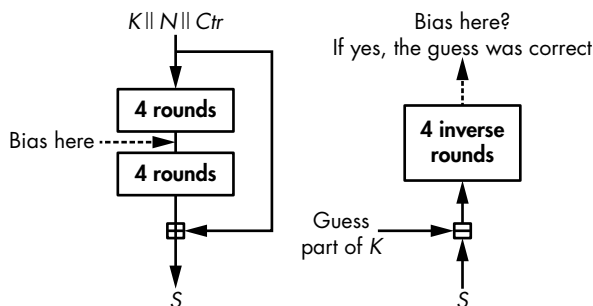 K || N || Ctr
4 rounds
Bias here
4 rounds
S
Bias here?
If yes, the guess was correct
4 inverse
rounds
Guess
part of K
S